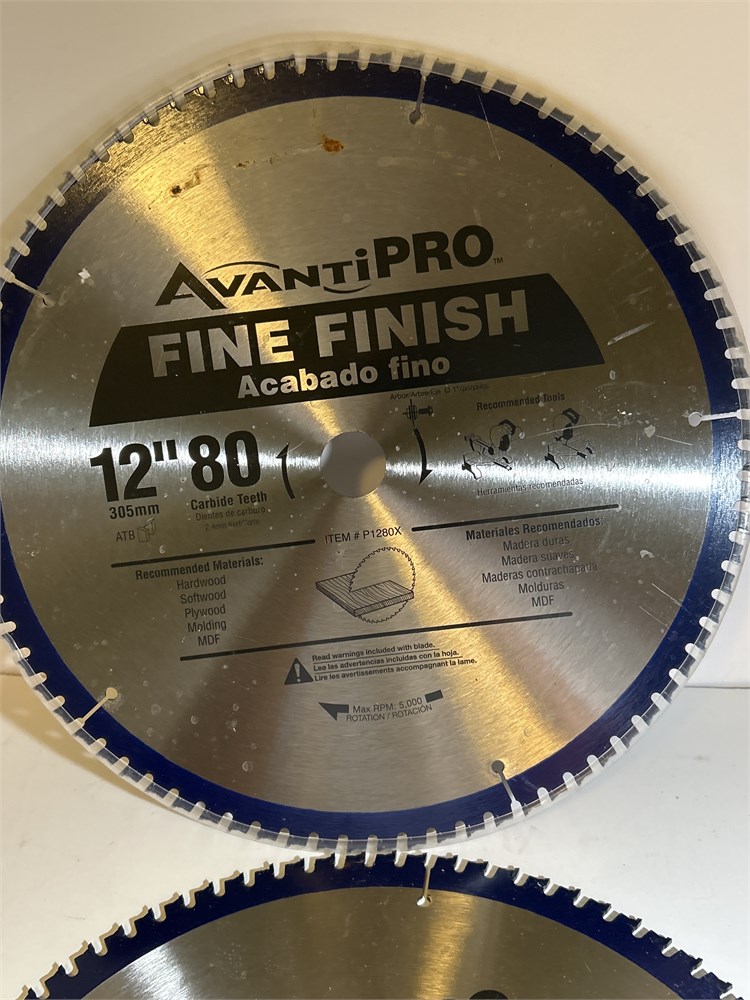 AVANTI PRO™
FINE FINISH
Acabado fino
12" 80
305mm
Carbide Teeth
Dientes de carburo
ATB
Recommended Tools
Herramientas recomendadas
ITEM # P1280X
Recommended Materials:
Hardwood
Softwood
Plywood
Molding
MDF
Materiales Recomendados:
Madera duras
Madera suaves
Maderas contrachapada
Molduras
MDF
Read warnings included with blade.
Lea las advertencias incluidas con la hoja.
Lire les avertissements accompagnant la lame.
Max RPM: 5,000
ROTATION / ROTACIÓN